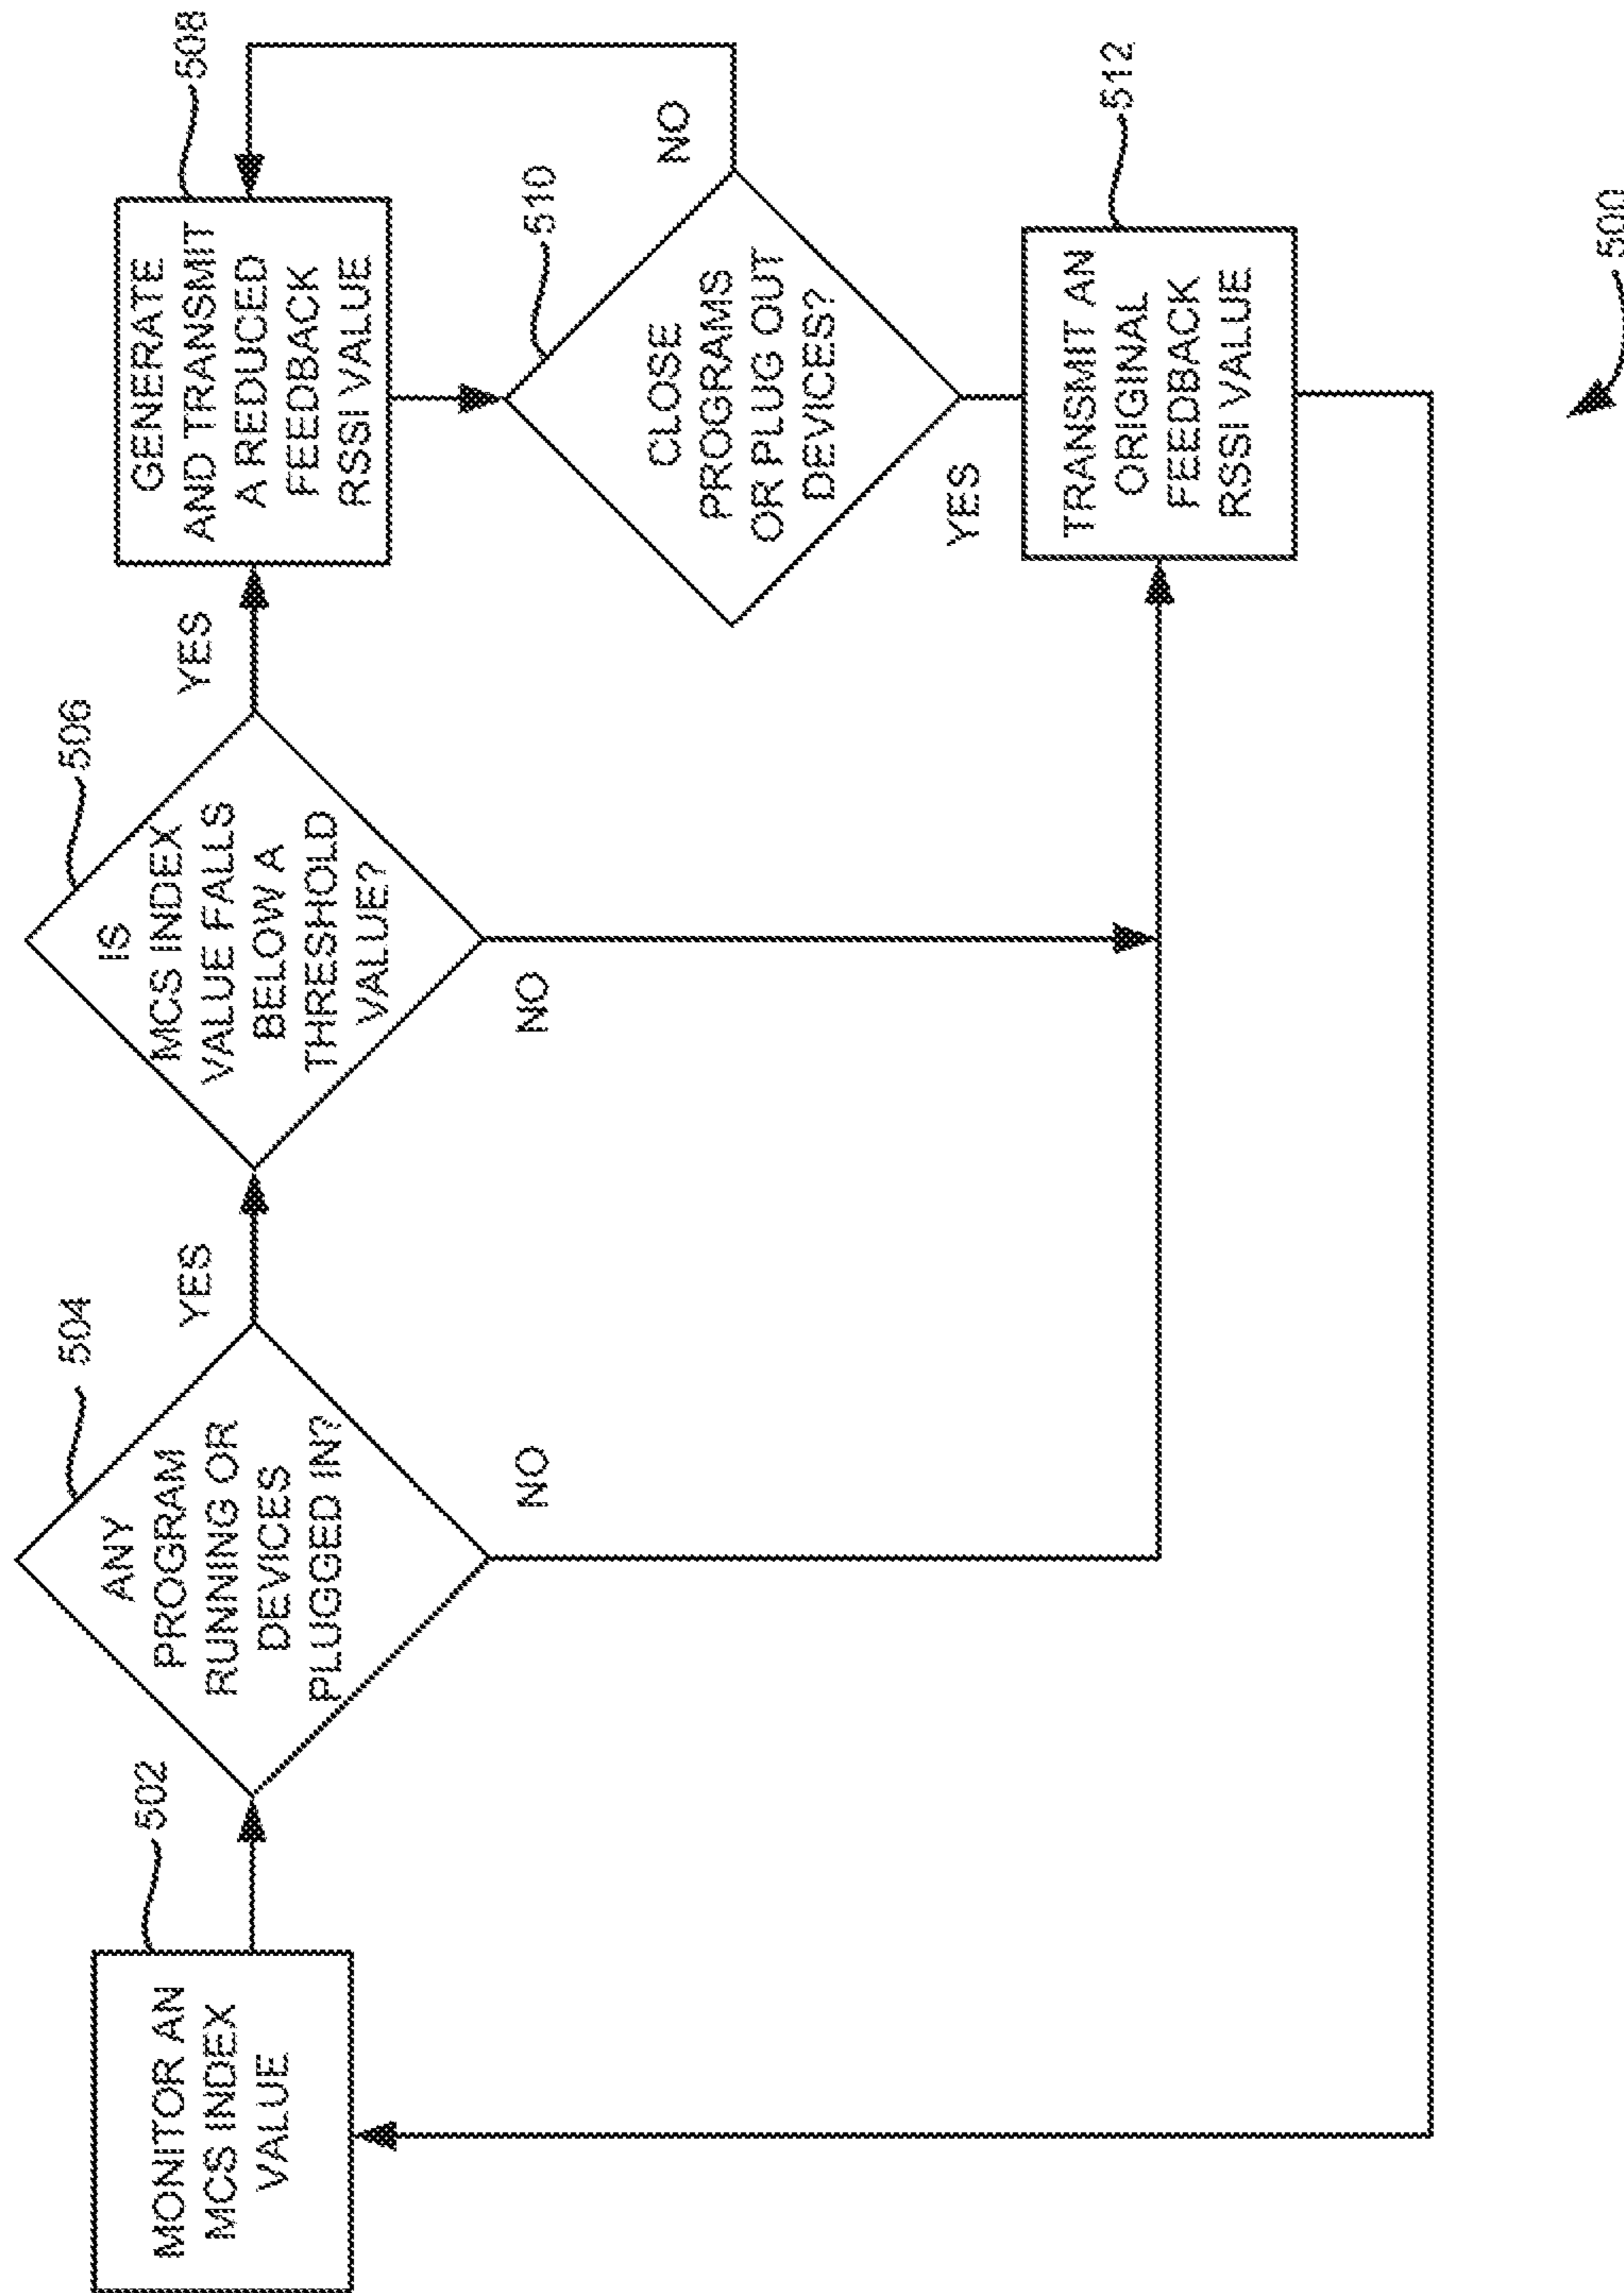 502
MONITOR AN
MCS INDEX
VALUE
504
ANY
PROGRAM
RUNNING OR
DEVICES
PLUGGED IN?
YES
NO
506
IS
MCS INDEX
VALUE FALLS
BELOW A
THRESHOLD
VALUE?
YES
NO
508
GENERATE
AND TRANSMIT
A REDUCED
FEEDBACK
RSSI VALUE
510
CLOSE
PROGRAMS
OR PLUG OUT
DEVICES?
NO
YES
512
TRANSMIT AN
ORIGINAL
FEEDBACK
RSSI VALUE
500